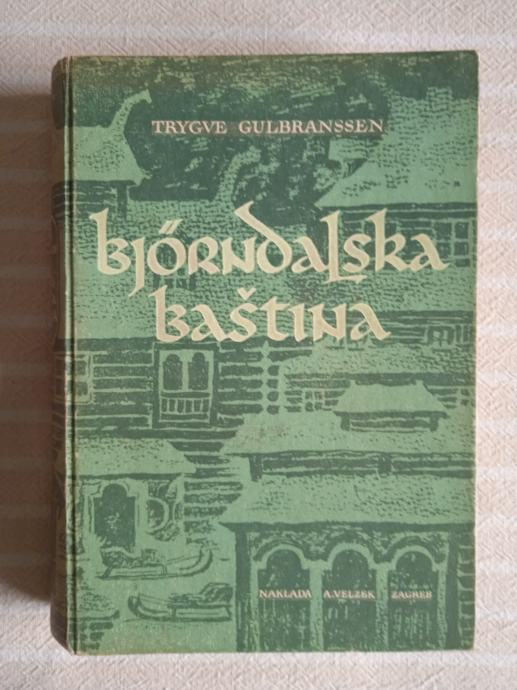 TRYGVE GULBRANSSEN
BJÖRNDALSKA
BAŠTINA
NAKLADA A.VELZEK ZAGREB